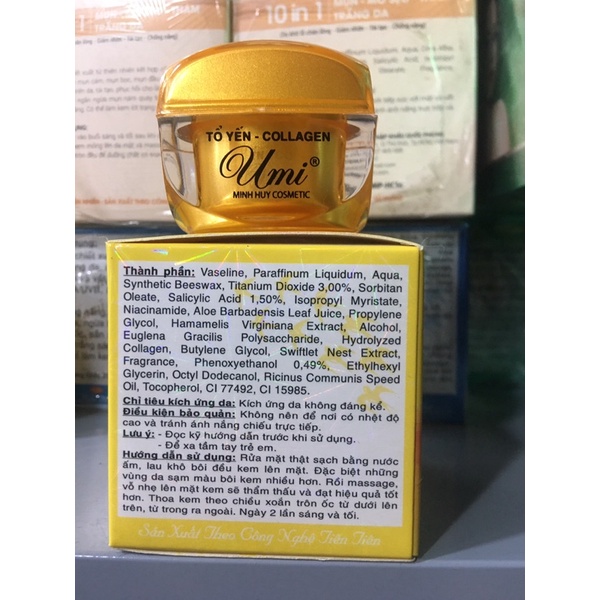 10 in 1
TRẮNG DA
TỔ YẾN - COLLAGEN
Umi®
MINH HUY COSMETIC
Thành phần: Vaseline, Paraffinum Liquidum, Aqua,
Synthetic Beeswax, Titanium Dioxide 3,00%, Sorbitan
Oleate, Salicylic Acid 1,50%, Isopropyl Myristate,
Niacinamide, Aloe Barbadensis Leaf Juice, Propylene
Glycol, Hamamelis Virginiana Extract, Alcohol,
Euglena Gracilis Polysaccharide, Hydrolyzed
Collagen, Butylene Glycol, Swiftlet Nest Extract,
Fragrance, Phenoxyethanol 0,49%, Ethylhexyl
Glycerin, Octyl Dodecanol, Ricinus Communis Speed
Oil, Tocopherol, CI 77492, CI 15985.
Chỉ tiêu kích ứng da: Kích ứng da không đáng kể.
Điều kiện bảo quản: Không nên để nơi có nhiệt độ
cao và tránh ánh nắng chiếu trực tiếp.
Lưu ý: - Đọc kỹ hướng dẫn trước khi sử dụng.
- Để xa tầm tay trẻ em.
Hướng dẫn sử dụng: Rửa mặt thật sạch bằng nước
ấm, lau khô bôi đều kem lên mặt. Đặc biệt những
vùng da sạm màu bôi kem nhiều hơn. Rồi massage,
vỗ nhẹ lên mặt kem sẽ thẩm thấu và đạt hiệu quả tốt
hơn. Thoa kem theo chiều xoắn trôn ốc từ dưới lên
trên, từ trong ra ngoài. Ngày 2 lần sáng và tối.
Sản Xuất Theo Công Nghệ Tiên Tiến